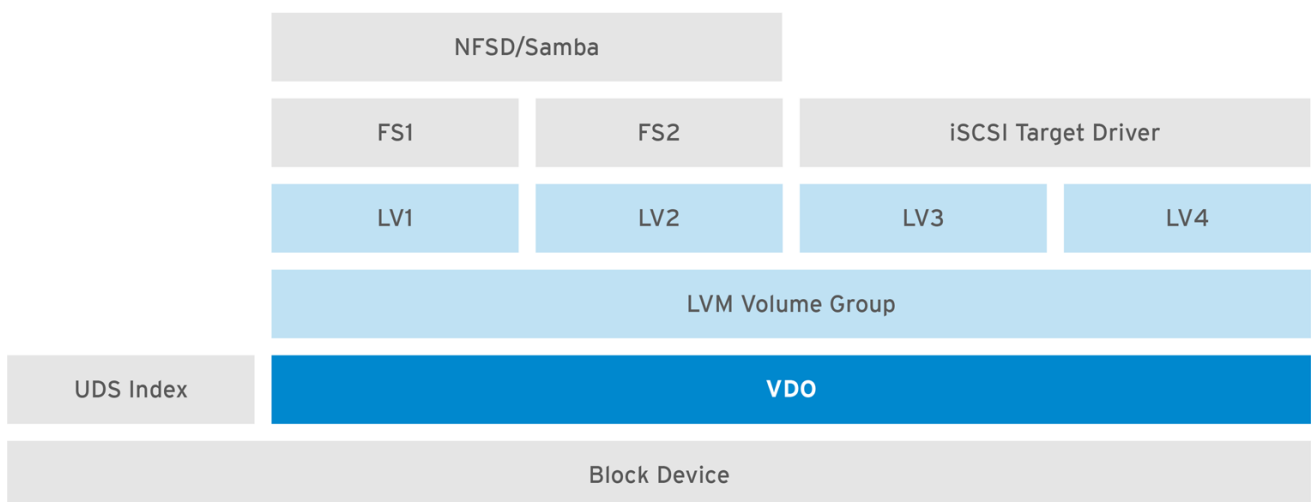 NFSD/Samba
FS1
FS2
iSCSI Target Driver
LV1
LV2
LV3
LV4
LVM Volume Group
UDS Index
VDO
Block Device